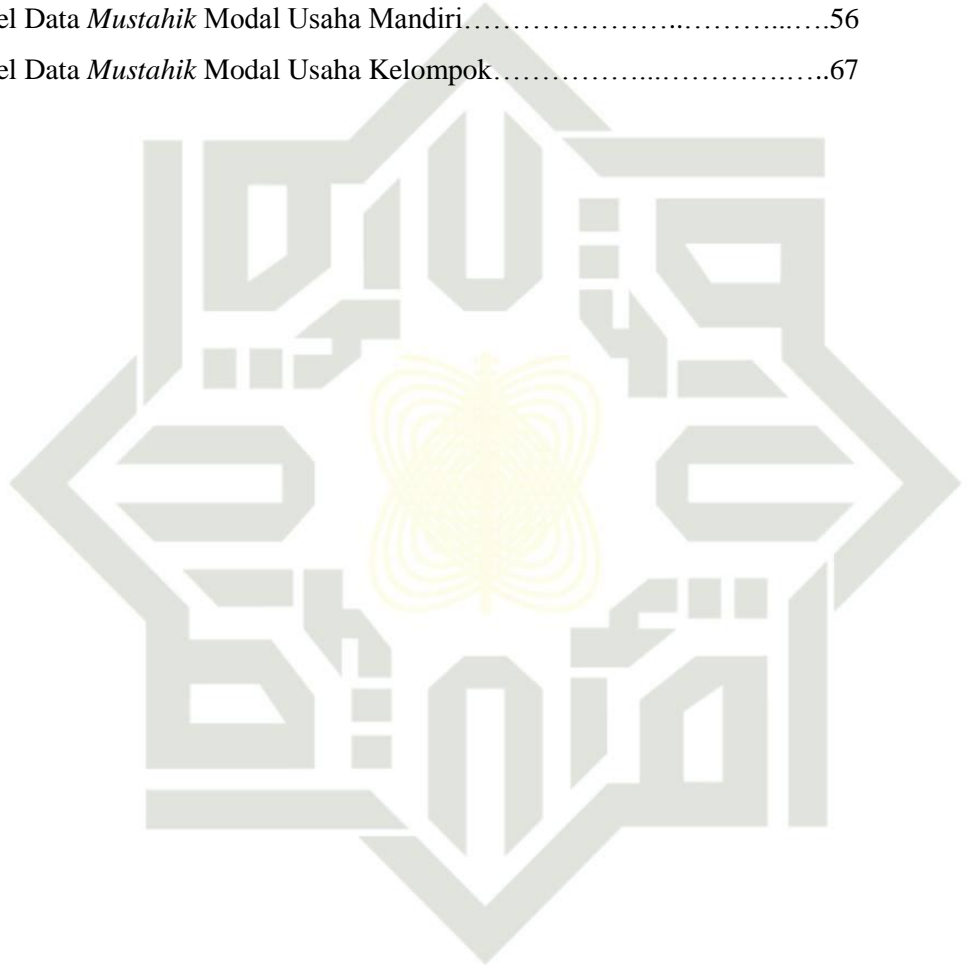 el Data Mustahik Modal Usaha Mandiri…………………..………...….56
el Data Mustahik Modal Usaha Kelompok……………...………….…..67